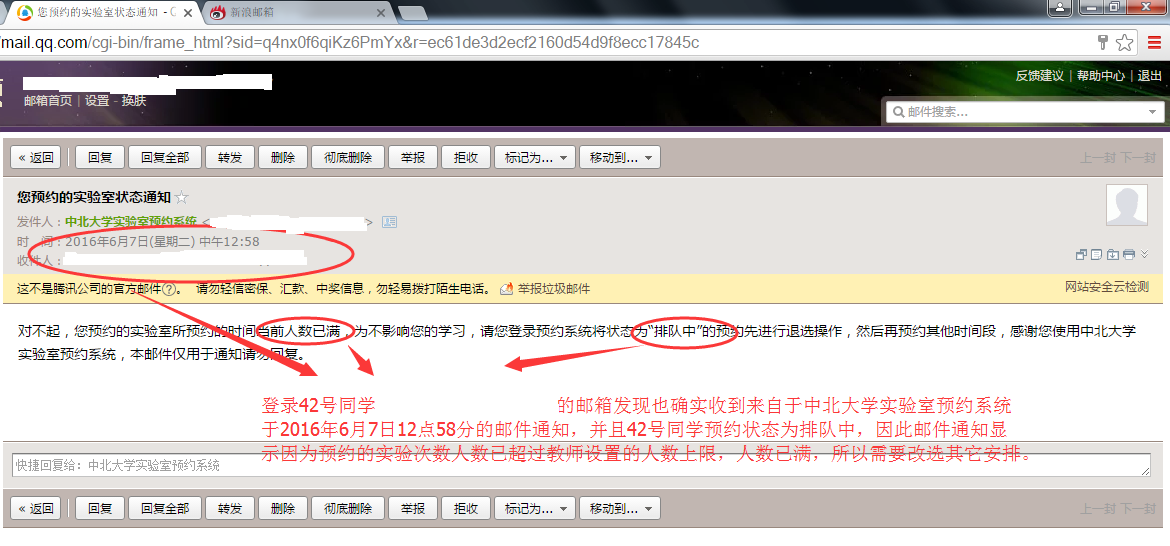 您预约的实验室状态通知 - Q
新浪邮箱
mail.qq.com/cgi-bin/frame_html?sid=q4nx0f6qiKz6PmYx&r=ec61de3d2ecf2160d54d9f8ecc17845c
反馈建议 | 帮助中心 | 退出
邮箱首页 | 设置 - 换肤
邮件搜索...
« 返回 回复 回复全部 转发 删除 彻底删除 举报 拒收 标记为... 移动到... 上一封 下一封
您预约的实验室状态通知
发件人：中北大学实验室预约系统 < >
时 间：2016年6月7日(星期二) 中午12:58
收件人：
这不是腾讯公司的官方邮件?。 请勿轻信密保、汇款、中奖信息，勿轻易拨打陌生电话。 举报垃圾邮件 网站安全云检测
对不起，您预约的实验室所预约的时间当前人数已满，为不影响您的学习，请您登录预约系统将状态为“排队中”的预约先进行退选操作，然后再预约其他时间段，感谢您使用中北大学
实验室预约系统，本邮件仅用于通知请勿回复。
登录42号同学 的邮箱发现也确实收到来自于中北大学实验室预约系统
于2016年6月7日12点58分的邮件通知，并且42号同学预约状态为排队中，因此邮件通知显
示因为预约的实验次数人数已超过教师设置的人数上限，人数已满，所以需要改选其它安排。
快捷回复给：中北大学实验室预约系统
« 返回 回复 回复全部 转发 删除 彻底删除 举报 拒收 标记为... 移动到... 上一封 下一封